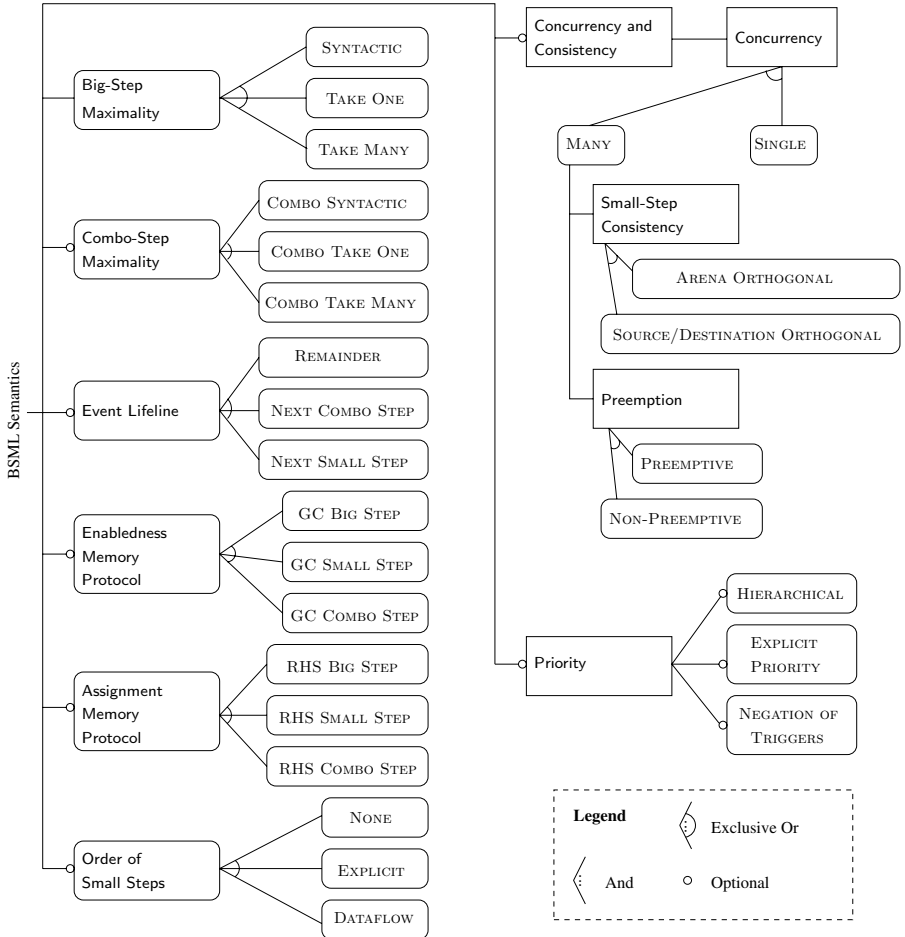 BSML Semantics
Big-Step
Maximality
SYNTACTIC
TAKE ONE
TAKE MANY
Combo-Step
Maximality
COMBO SYNTACTIC
COMBO TAKE ONE
COMBO TAKE MANY
Event Lifeline
REMAINDER
NEXT COMBO STEP
NEXT SMALL STEP
Enabledness
Memory
Protocol
GC BIG STEP
GC SMALL STEP
GC COMBO STEP
Assignment
Memory
Protocol
RHS BIG STEP
RHS SMALL STEP
RHS COMBO STEP
Order of
Small Steps
NONE
EXPLICIT
DATAFLOW
Concurrency and
Consistency
Concurrency
MANY
SINGLE
Small-Step
Consistency
ARENA ORTHOGONAL
SOURCE/DESTINATION ORTHOGONAL
Preemption
PREEMPTIVE
NON-PREEMPTIVE
Priority
HIERARCHICAL
EXPLICIT
PRIORITY
NEGATION OF
TRIGGERS
Legend
Exclusive Or
And
Optional